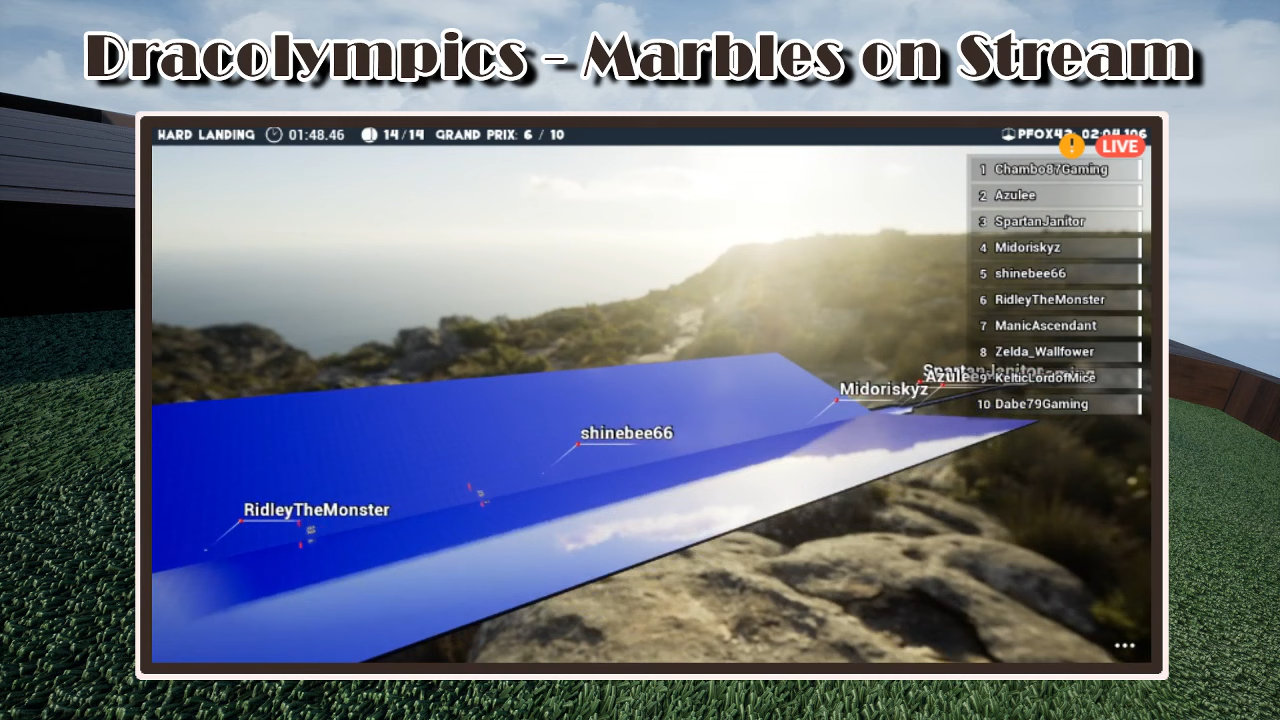 Dracolympics - Marbles on Stream
HARD LANDING 01:48.46 14/14 GRAND PRIX: 6 / 10
PFOX42
LIVE
1 Chambo87Gaming
2 Azulee
3 SpartanJanitor
4 Midoriskyz
5 shinebee66
6 RidleyTheMonster
7 ManicAscendant
8 Zelda_Wallfower
SpartanJanitor
Azulee
9 KelticLordofMice
Midoriskyz
10 Dabe79Gaming
shinebee66
RidleyTheMonster